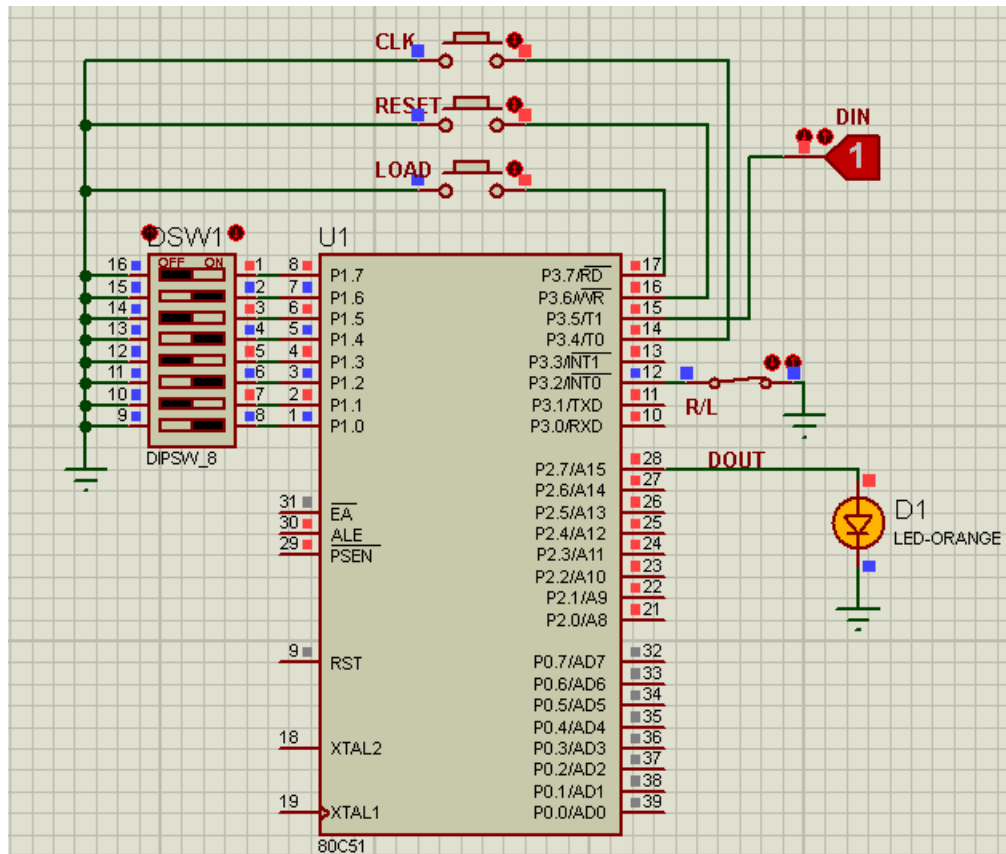 CLK
RESET
DIN
1
LOAD
DSW1
U1
OFF ON
16 1 8 P1.7 P3.7/RD 17
15 2 7 P1.6 P3.6/WR 16
14 3 6 P1.5 P3.5/T1 15
13 4 5 P1.4 P3.4/T0 14
12 5 4 P1.3 P3.3/INT1 13
11 6 3 P1.2 P3.2/INT0 12
10 7 2 P1.1 P3.1/TXD 11
9 8 1 P1.0 P3.0/RXD 10
R/L
DIPSW_8
P2.7/A15 28 DOUT
P2.6/A14 27
31 EA P2.5/A13 26
30 ALE P2.4/A12 25
29 PSEN P2.3/A11 24
P2.2/A10 23
P2.1/A9 22
P2.0/A8 21
D1
LED-ORANGE
9 RST P0.7/AD7 32
P0.6/AD6 33
P0.5/AD5 34
P0.4/AD4 35
18 XTAL2 P0.3/AD3 36
P0.2/AD2 37
P0.1/AD1 38
19 XTAL1 P0.0/AD0 39
80C51